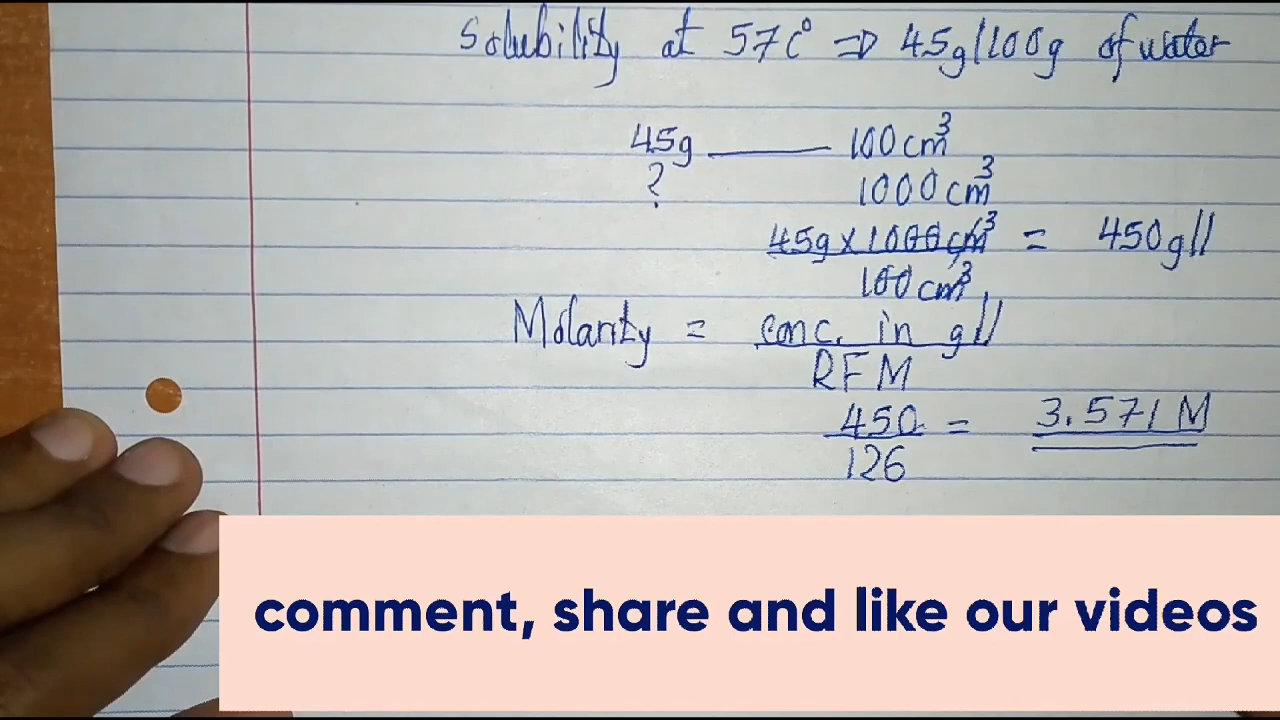 Solubility at 57C° ⇒ 45g/100g of water
45g —— 100cm³
? 1000cm³
45g x 1000cm³ = 450g/l
100cm³
Molarity = conc. in g/l
RFM
450 = 3.571M
126
comment, share and like our videos